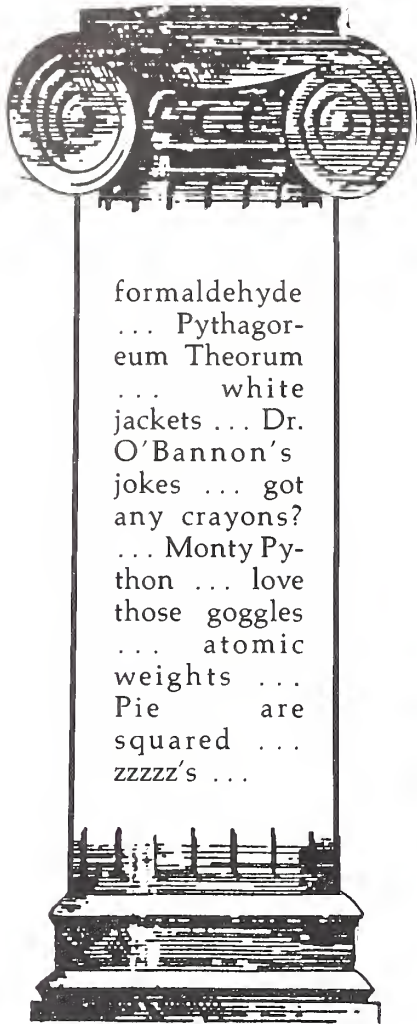 formaldehyde
... Pythagor-
eum Theorum
... white
jackets ... Dr.
O'Bannon's
jokes ... got
any crayons?
... Monty Py-
thon ... love
those goggles
... atomic
weights ...
Pie are
squared ...
zzzzz's ...